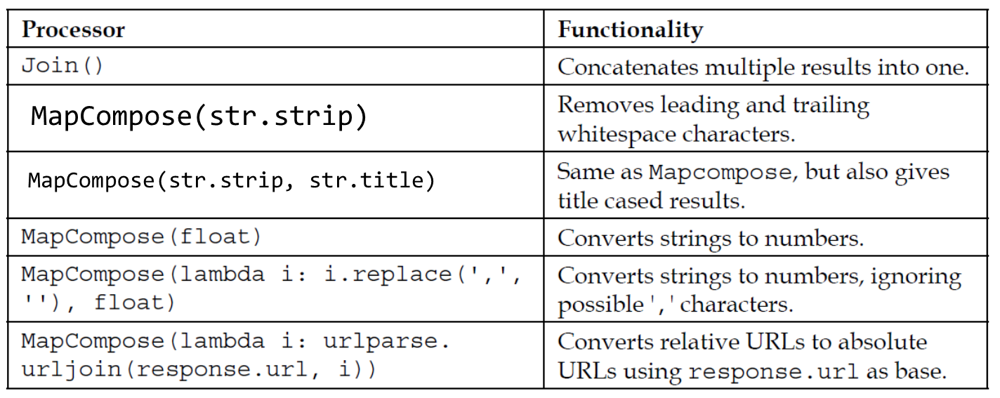 Processor
Functionality
Join()
Concatenates multiple results into one.
MapCompose(str.strip)
Removes leading and trailing
whitespace characters.
MapCompose(str.strip, str.title)
Same as Mapcompose, but also gives
title cased results.
MapCompose(float)
Converts strings to numbers.
MapCompose(lambda i: i.replace(',',
''), float)
Converts strings to numbers, ignoring
possible ',' characters.
MapCompose(lambda i: urlparse.
urljoin(response.url, i))
Converts relative URLs to absolute
URLs using response.url as base.